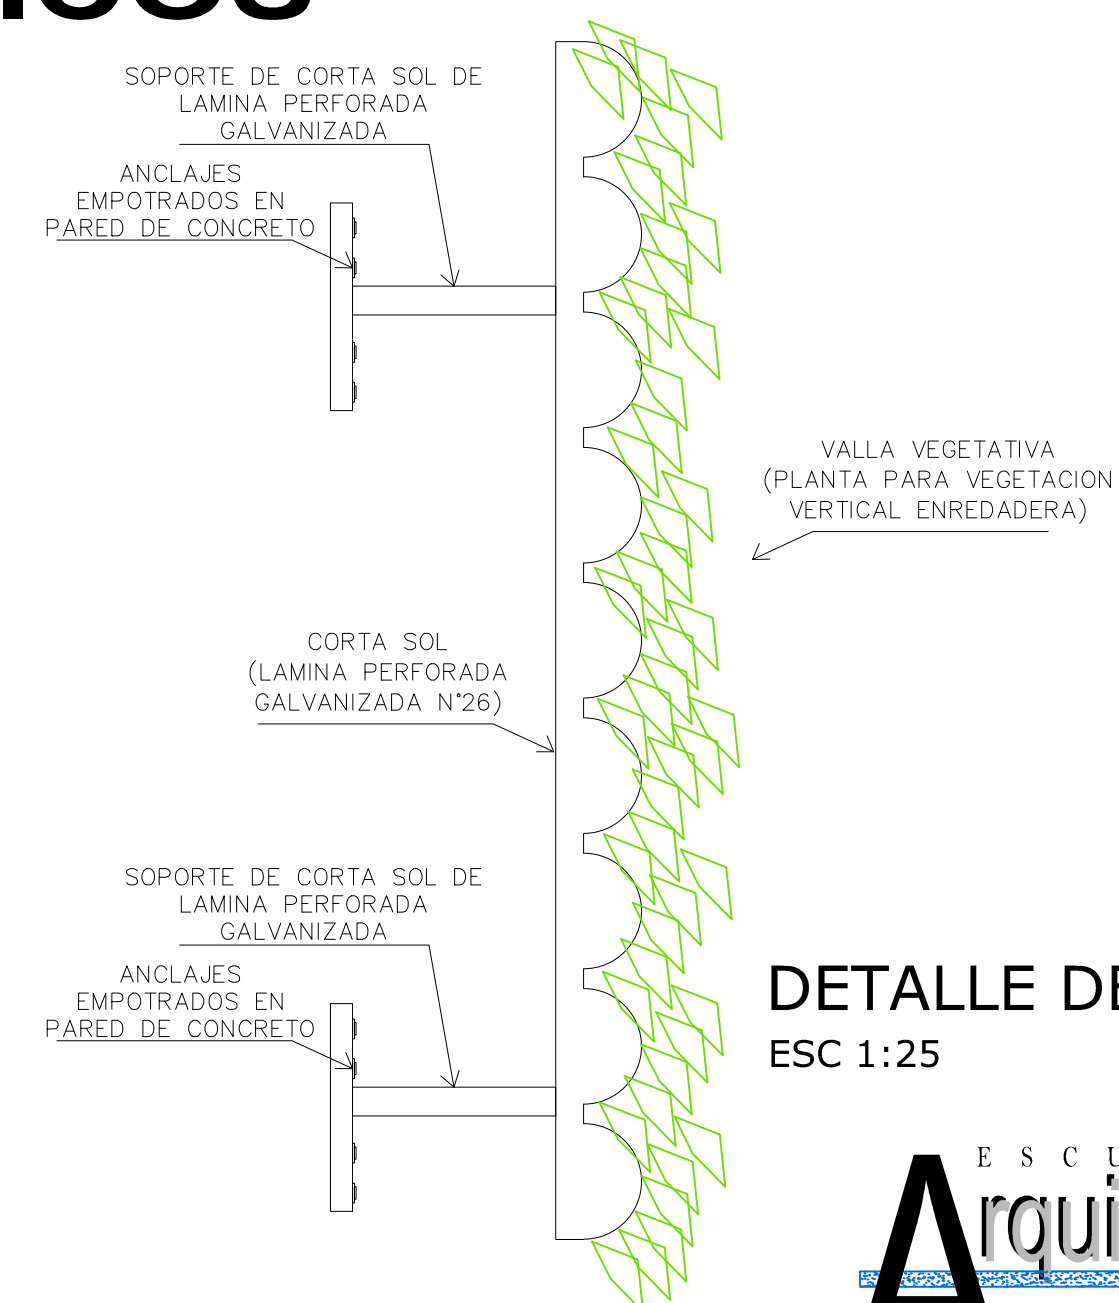 SOPORTE DE CORTA SOL DE
LAMINA PERFORADA
GALVANIZADA
ANCLAJES
EMPOTRADOS EN
PARED DE CONCRETO
VALLA VEGETATIVA
(PLANTA PARA VEGETACION
VERTICAL ENREDADERA)
CORTA SOL
(LAMINA PERFORADA
GALVANIZADA N°26)
SOPORTE DE CORTA SOL DE
LAMINA PERFORADA
GALVANIZADA
ANCLAJES
EMPOTRADOS EN
PARED DE CONCRETO
DETALLE DE
ESC 1:25
ESCU
Arqui